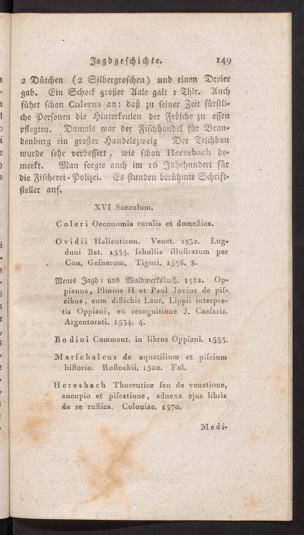 Jagdgeschichte. 149
2 Dütchen (2 Silbergroschen) und einen Dreier
gab. Ein Schock großer Aale galt 1 Thlr. Auch
führt schon Colerus an: daß zu seiner Zeit fürstli-
che Personen die Hinterkeulen der Frösche zu essen
pflegten. Damals war der Fischhandel für Bran-
denburg ein großer Handelszweig. Der Teichbau
wurde sehr verbessert, wie schon Heresbach be-
merkt. Man sorgte auch im 16 Jahrhundert für
die Fischerei-Polizei. Es stunden berühmte Schrift-
steller auf.
XVI Saeculum.
Coleri Oeconomia ruralis et domestica.
Ovidii Halieuticon. Venet. 1532. Lug-
duni Bat. 1535. scholiis illustratum per
Con. Gesnerum. Tiguri. 1556. 8.
Neues Jagd- und Waidwerksbuch. 1582. Op-
pianus, Plinius II et Paul Jovius de pis-
cibus, cum distichis Laur. Lippii interpre-
tis Oppiani, ex recognitione J. Caesaris.
Argentorati. 1534. 4.
Bodini Comment. in libros Oppiani. 1555.
Marschalcus de aquatilium et piscium
historia. Rostochii. 1520. Fol.
Heresbach Thoreutice seu de venatione,
aucupio et piscatione, adnexa ejus libris
de re rustica. Coloniae. 1570.
Medi-